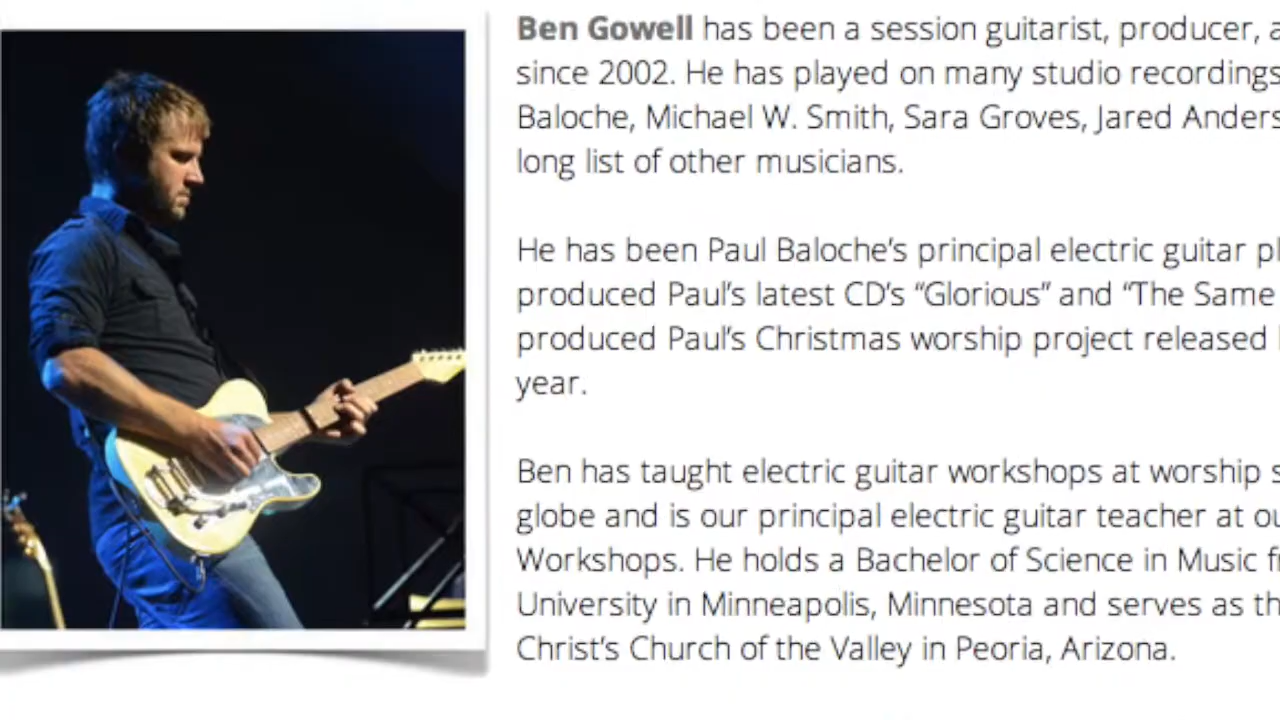 Ben Gowell has been a session guitarist, producer,
since 2002. He has played on many studio recordings
Baloche, Michael W. Smith, Sara Groves, Jared
long list of other musicians.
He has been Paul Baloche's principal electric guitar
produced Paul's latest CD's “Glorious” and “The Same
produced Paul's Christmas worship project released
year.
Ben has taught electric guitar workshops at worship
globe and is our principal electric guitar teacher at
Workshops. He holds a Bachelor of Science in Music
University in Minneapolis, Minnesota and serves as
Christ's Church of the Valley in Peoria, Arizona.